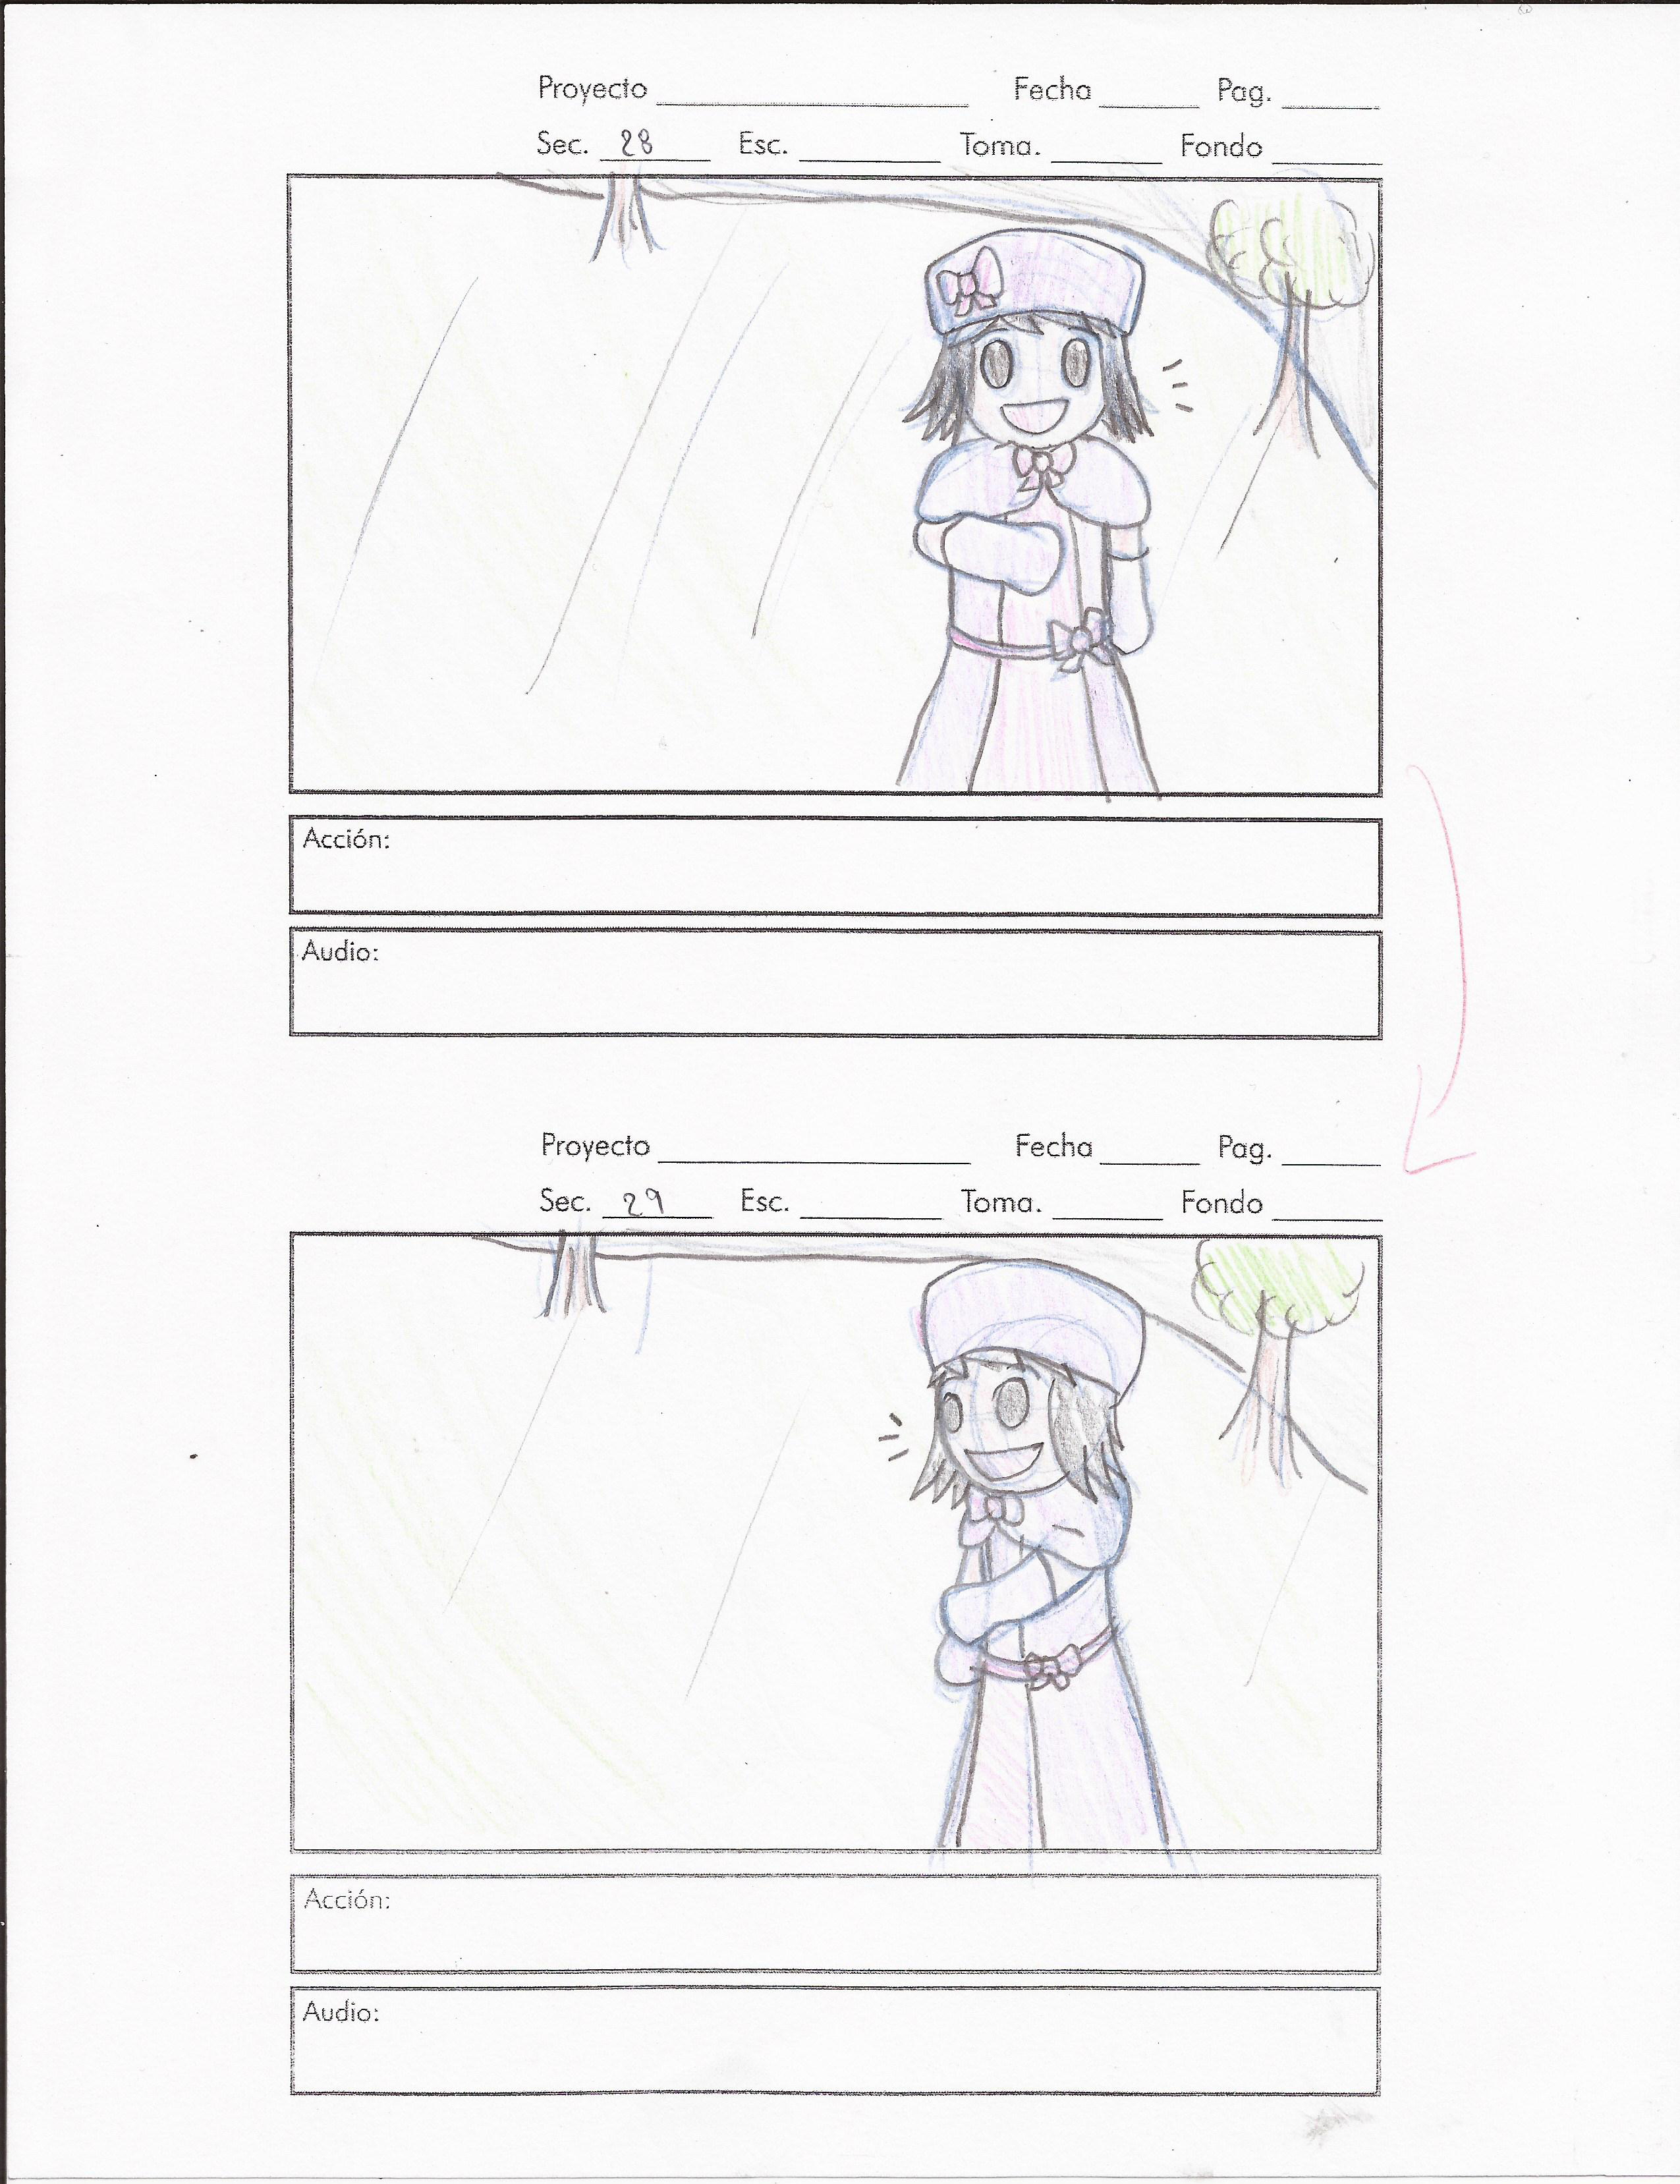 Proyecto Fecha Pag.
Sec. 28 Esc. Toma. Fondo
Acción:
Audio:
Proyecto Fecha Pag.
Sec. 29 Esc. Toma. Fondo
Acción:
Audio: